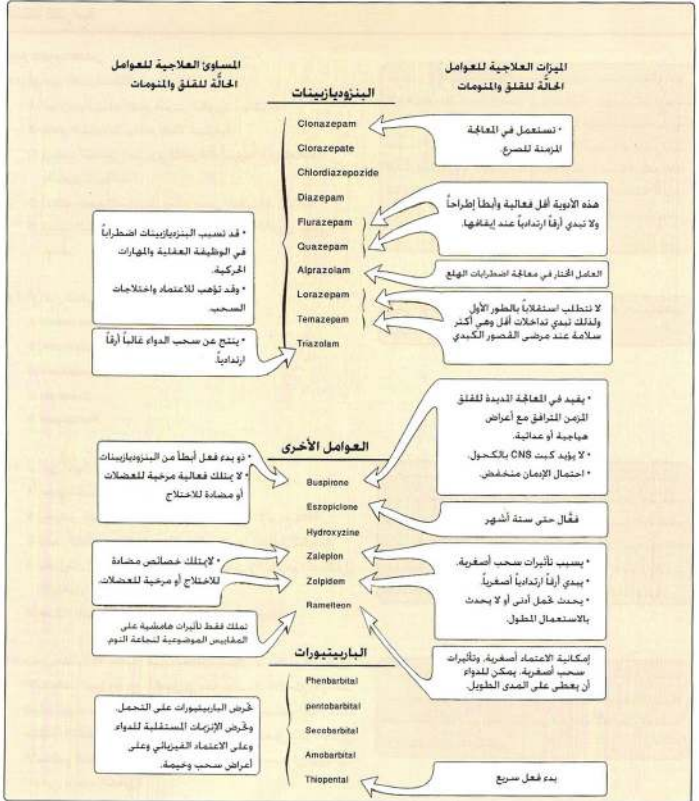 الميزات العلاجية للعوامل
الحالَّة للقلق والمنومات
المساوئ العلاجية للعوامل
الحالَّة للقلق والمنومات
البنزوديازبينات
Clonazepam
Clorazepate
Chlordiazepozide
Diazepam
Flurazepam
Quazepam
Alprazolam
Lorazepam
Temazepam
Triazolam
• تستعمل في المعالجة
المزمنة للصرع.
هذه الأدوية أقل فعالية وأبطأ إطراحاً
ولا تبدي أرقاً ارتدادياً عند إيقافها.
العامل المختار في معالجة اضطرابات الهلع
لا تتطلب استقلاباً بالطور الأول
ولذلك تبدي تداخلات أقل وهي أكثر
سلامة عند مرضى القصور الكبدي
• قد تسبب البنزديازبينات اضطراباً
في الوظيفة العقلية والمهارات
الحركية.
• وقد تؤهب للاعتماد واختلاجات
السحب.
• ينتج عن سحب الدواء غالباً أرقاً
ارتدادياً.
العوامل الأخرى
Buspirone
Eszopiclone
Hydroxyzine
Zaleplon
Zolpidem
Ramelteon
• يفيد في المعالجة المديدة للقلق
المزمن المترافق مع أعراض
هياجية أو عدائية.
• لا يؤيد كبت CNS بالكحول.
• احتمال الإدمان منخفض.
فعَّال حتى ستة أشهر
• يسبب تأثيرات سحب أصغرية.
• يبدي أرقاً ارتدادياً أصغرياً.
• يحدث تحمل أدنى أو لا يحدث
بالاستعمال المطول.
إمكانية الاعتماد أصغرية. وتأثيرات
سحب أصغرية. يمكن للدواء
أن يعطى على المدى الطويل.
• ذو بدء فعل أبطأ من البنزوديازبينات
• لا يمتلك فعالية مرخية للعضلات
أو مضادة للاختلاج
• لايمتلك خصائص مضادة
للاختلاج أو مرخية للعضلات.
تملك فقط تأثيرات هامشية على
المقاييس الموضوعية لنجاعة النوم.
الباربيتيورات
Phenbarbital
pentobarbital
Secobarbital
Amobarbital
Thiopental
تحرض الباربيتيورات على التحمل.
وتحرض الإنزيمات المستقلبة للدواء
وعلى الاعتماد الفيزيائي وعلى
أعراض سحب وخيمة.
بدء فعل سريع